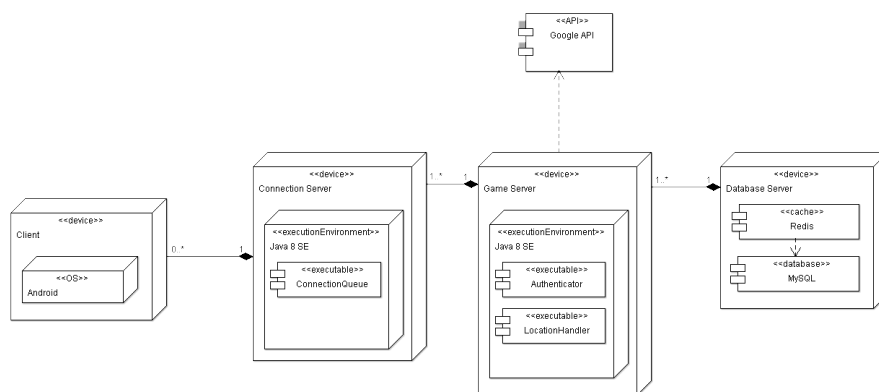 <<API>>
Google API
<<device>>
Client
<<OS>>
Android
0..*
1
<<device>>
Connection Server
<<executionEnvironment>>
Java 8 SE
<<executable>>
ConnectionQueue
1..*
1
<<device>>
Game Server
<<executionEnvironment>>
Java 8 SE
<<executable>>
Authenticator
<<executable>>
LocationHandler
1..*
1
<<device>>
Database Server
<<cache>>
Redis
<<database>>
MySQL